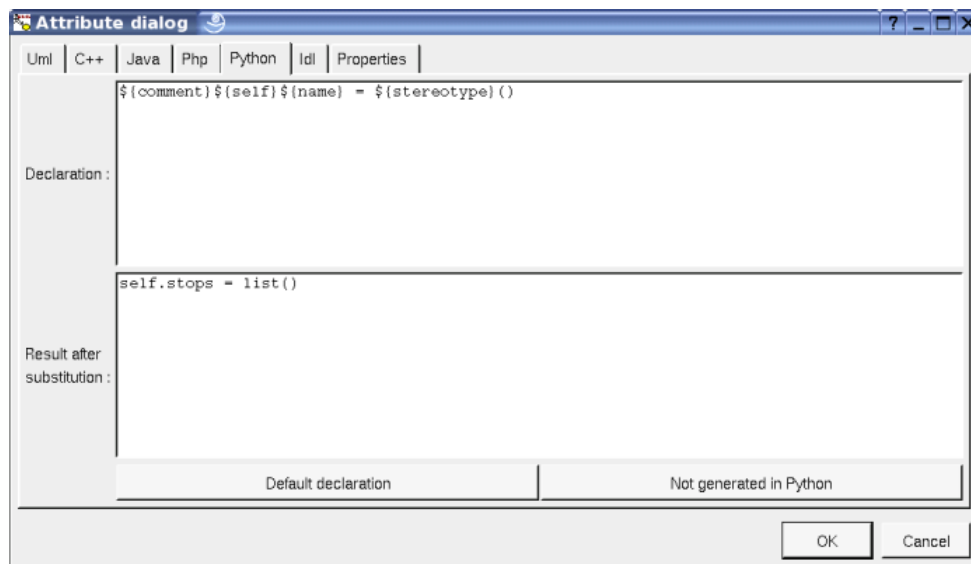 Attribute dialog
Uml C++ Java Php Python Idl Properties
${comment}${self}${name} = ${stereotype}()
Declaration :
self.stops = list()
Result after
substitution :
Default declaration Not generated in Python
OK Cancel